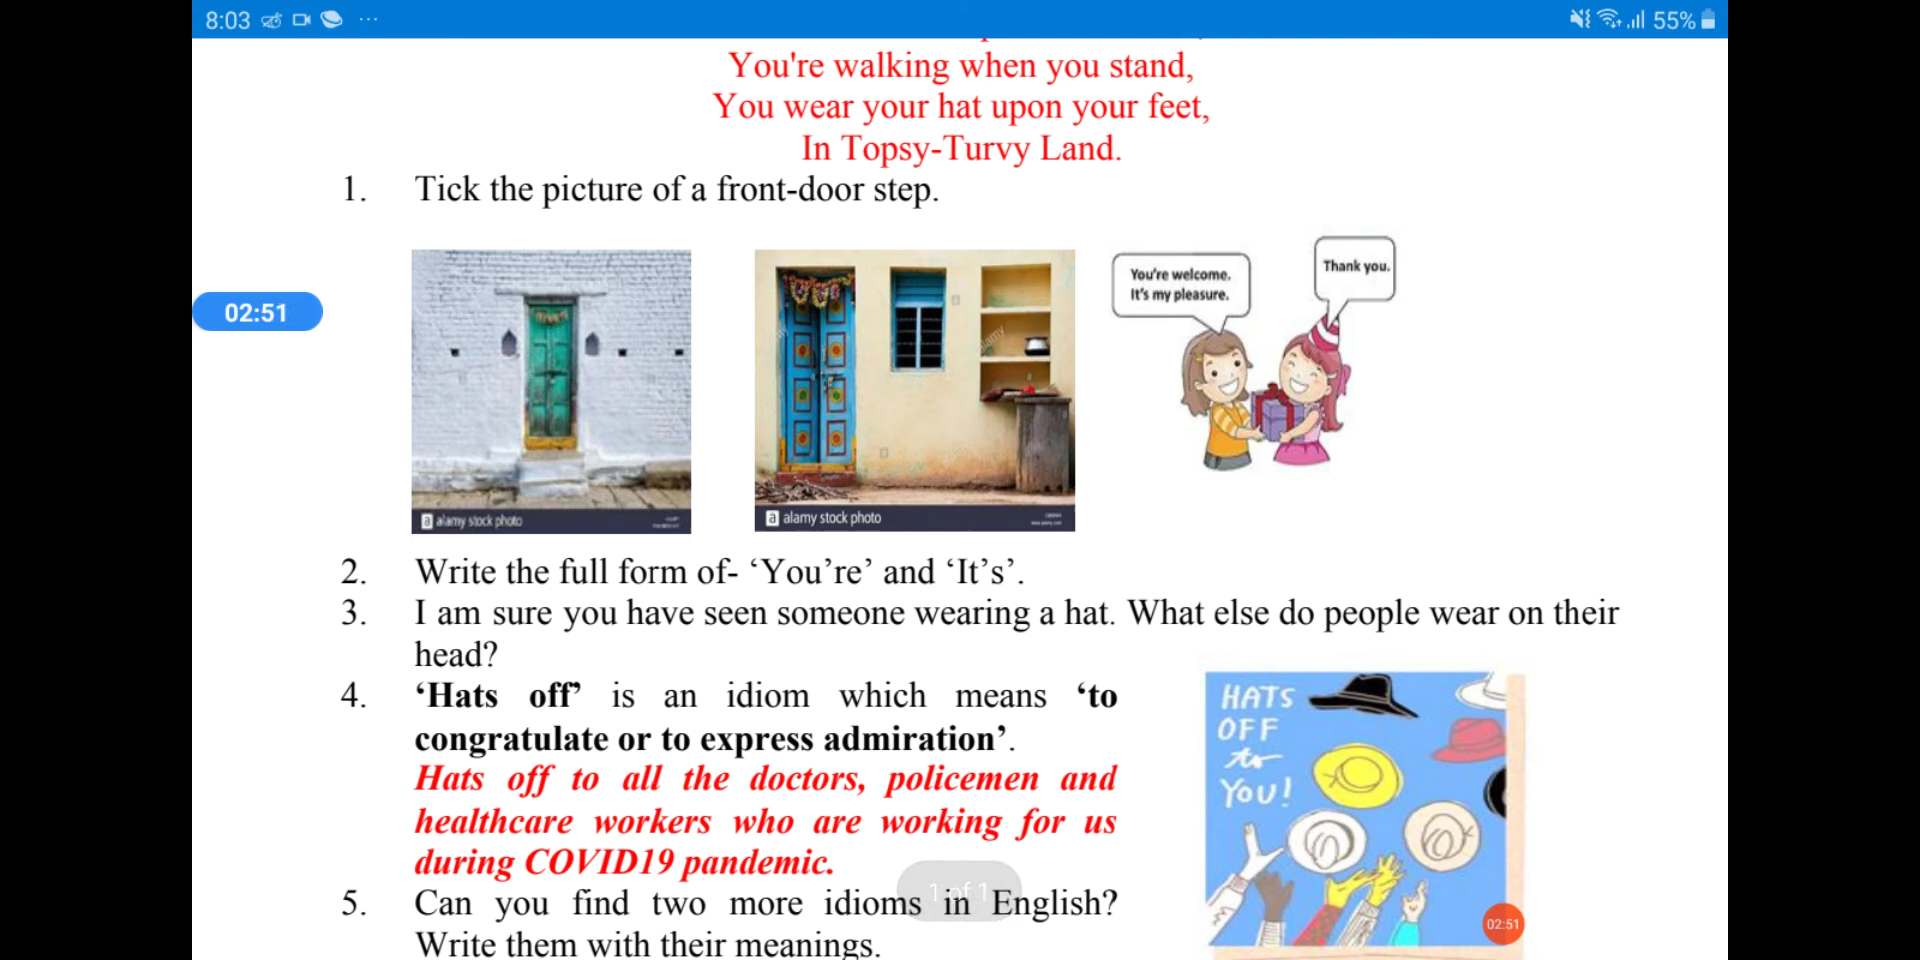 8:03
55%
You're walking when you stand,
You wear your hat upon your feet,
In Topsy-Turvy Land.
1. Tick the picture of a front-door step.
You're welcome.
It's my pleasure.
Thank you.
02:51
a alamy stock photo
a alamy stock photo
2. Write the full form of- ‘You’re’ and ‘It’s’.
3. I am sure you have seen someone wearing a hat. What else do people wear on their
head?
4. ‘Hats off’ is an idiom which means ‘to
congratulate or to express admiration’.
Hats off to all the doctors, policemen and
healthcare workers who are working for us
during COVID19 pandemic.
HATS
OFF
to
YOU!
1 of 1
5. Can you find two more idioms in English?
Write them with their meanings.
02:51